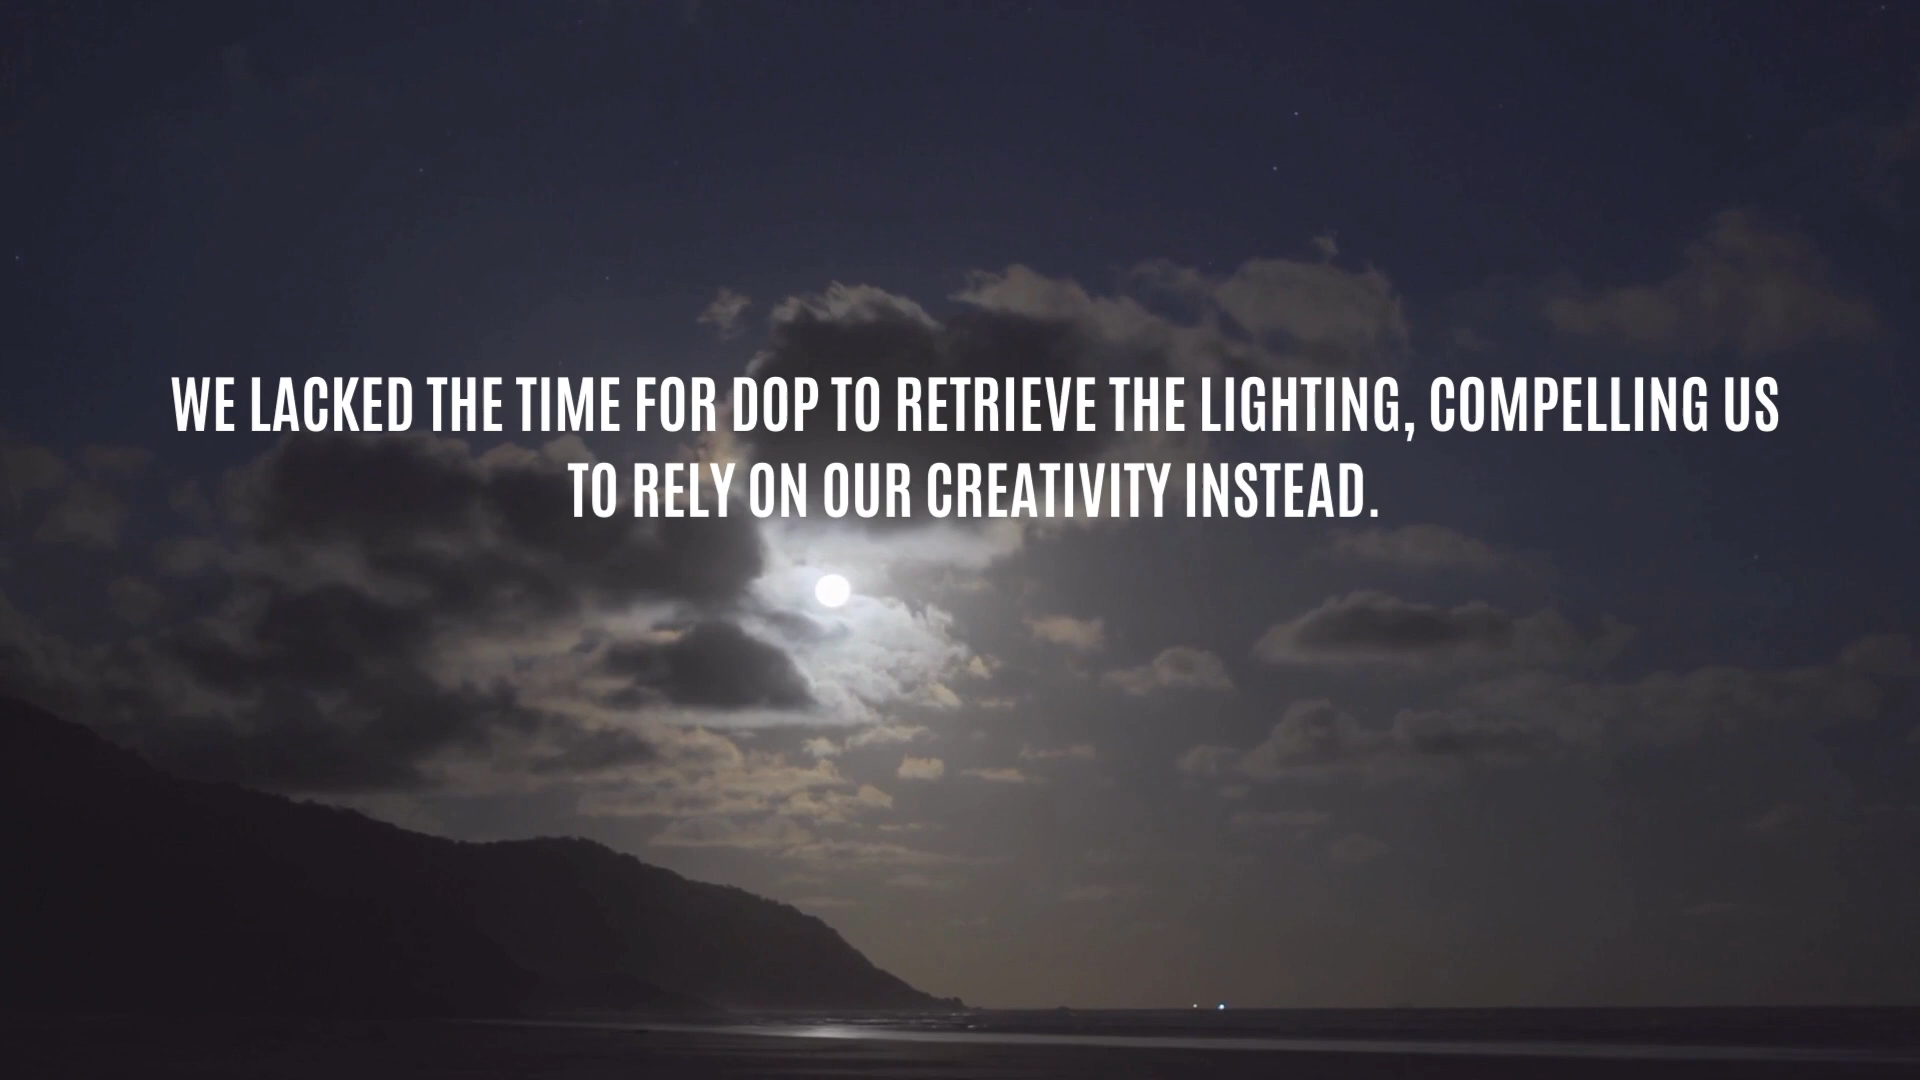 WE LACKED THE TIME FOR DOP TO RETRIEVE THE LIGHTING, COMPELLING US
TO RELY ON OUR CREATIVITY INSTEAD.